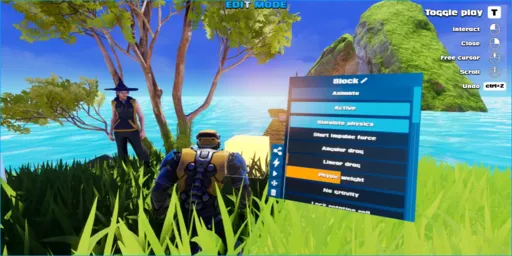 EDIT MODE
Toggle play T
Interact
Close
Free cursor
Scroll
Undo ctrl+Z
Block
Animate
Active
Simulate physics
Start impulse force
Angular drag
Linear drag
weight
No gravity